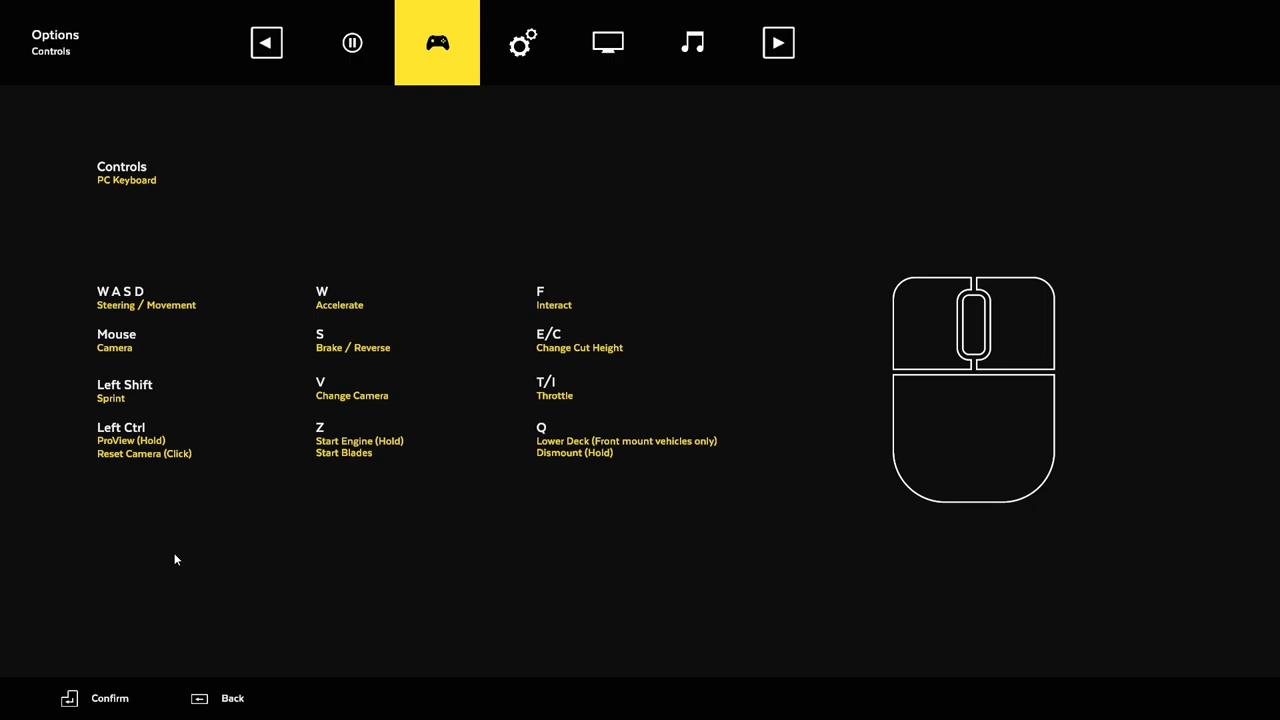 Options
Controls
Controls
PC Keyboard
W A S D
Steering / Movement
Mouse
Camera
Left Shift
Sprint
Left Ctrl
ProView (Hold)
Reset Camera (Click)
W
Accelerate
S
Brake / Reverse
V
Change Camera
Z
Start Engine (Hold)
Start Blades
F
Interact
E/C
Change Cut Height
T/I
Throttle
Q
Lower Deck (Front mount vehicles only)
Dismount (Hold)
Confirm
Back